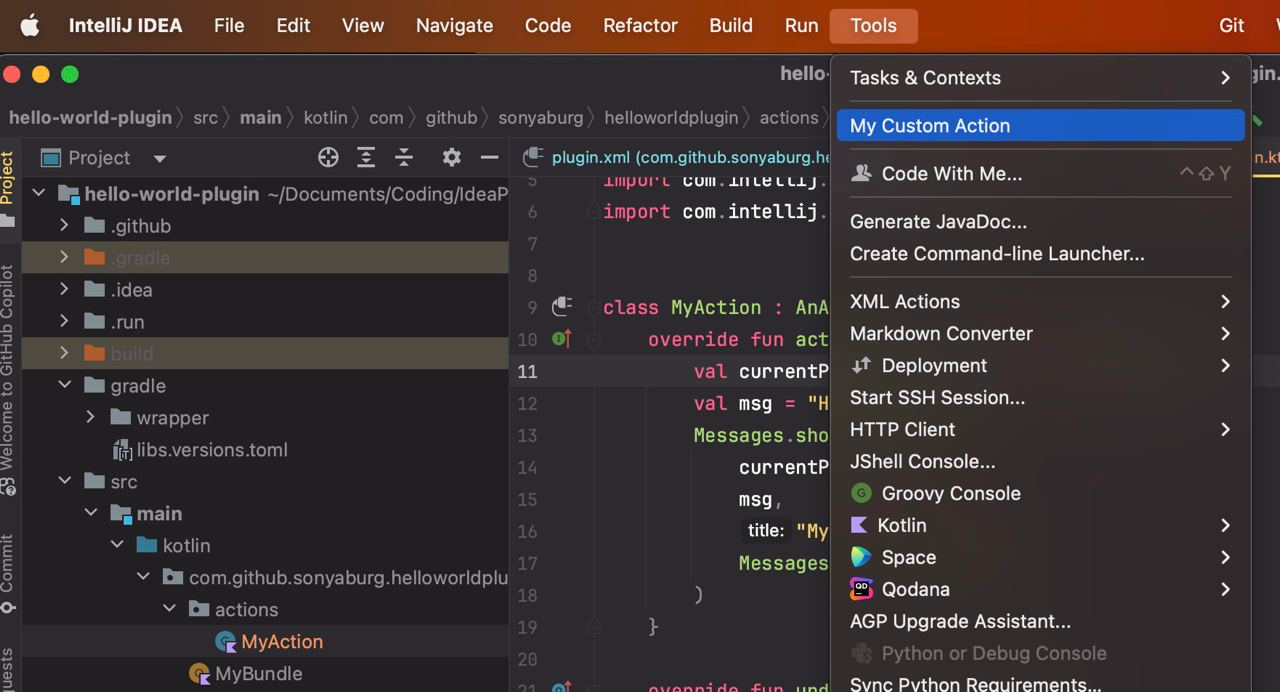 IntelliJ IDEA File Edit View Navigate Code Refactor Build Run Tools Git
hello-
gin.
hello-world-plugin 〉 src 〉 main 〉 kotlin 〉 com 〉 github 〉 sonyaburg 〉 helloworldplugin 〉 actions 〉
Project
Welcome to GitHub Copilot
Commit
Project
hello-world-plugin ~/Documents/Coding/IdeaP
.github
.gradle
.idea
.run
build
gradle
wrapper
libs.versions.toml
src
main
kotlin
com.github.sonyaburg.helloworldplu
actions
MyAction
MyBundle
plugin.xml (com.github.sonyaburg.he
n.kt
5 import com.intellij.
6 import com.intellij.
7
8
9 class MyAction : AnA
10 override fun act
11 val currentP
12 val msg = "H
13 Messages.sho
14 currentP
15 msg,
16 title: "My
17 Messages
18 )
19 }
20
21 override fun upd
Tasks & Contexts
My Custom Action
Code With Me... ^⇧Y
Generate JavaDoc...
Create Command-line Launcher...
XML Actions
Markdown Converter
Deployment
Start SSH Session...
HTTP Client
JShell Console...
G Groovy Console
Kotlin
Space
QD Qodana
AGP Upgrade Assistant...
Python or Debug Console
Sync Python Requirements...